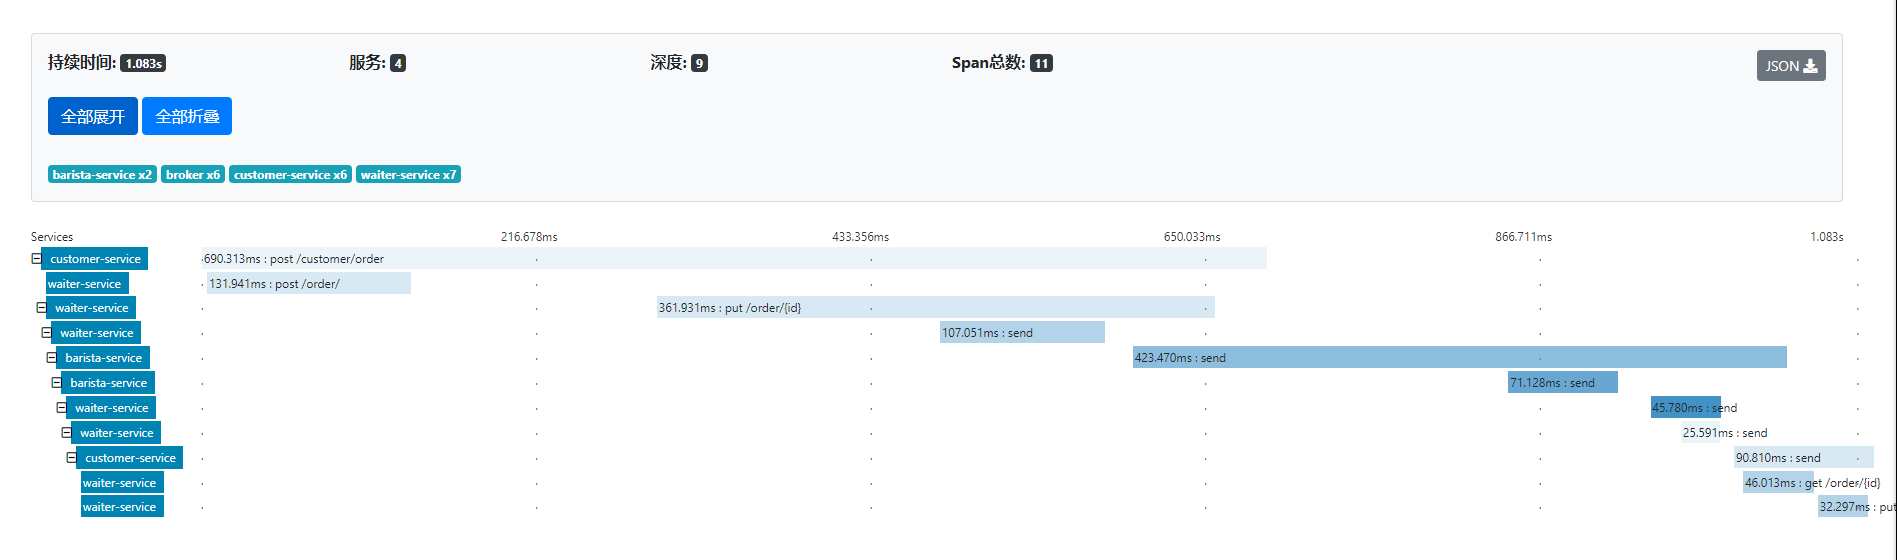 持续时间: 1.083s 服务: 4 深度: 9 Span总数: 11 JSON
全部展开 全部折叠
barista-service x2 broker x6 customer-service x6 waiter-service x7
Services 216.678ms 433.356ms 650.033ms 866.711ms 1.083s
customer-service 690.313ms : post /customer/order
waiter-service 131.941ms : post /order/
waiter-service 361.931ms : put /order/{id}
waiter-service 107.051ms : send
barista-service 423.470ms : send
barista-service 71.128ms : send
waiter-service 45.780ms : send
waiter-service 25.591ms : send
customer-service 90.810ms : send
waiter-service 46.013ms : get /order/{id}
waiter-service 32.297ms : put